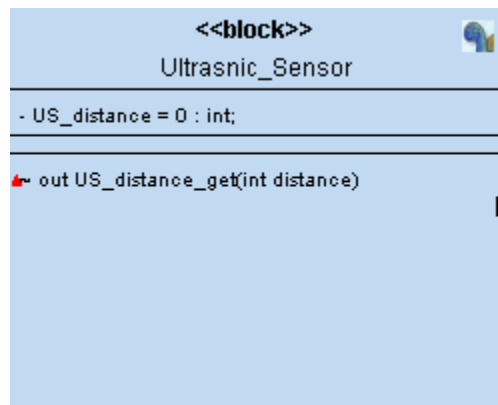 <<block>>
Ultrasnic_Sensor
- US_distance = 0 : int;
~ out US_distance_get(int distance)